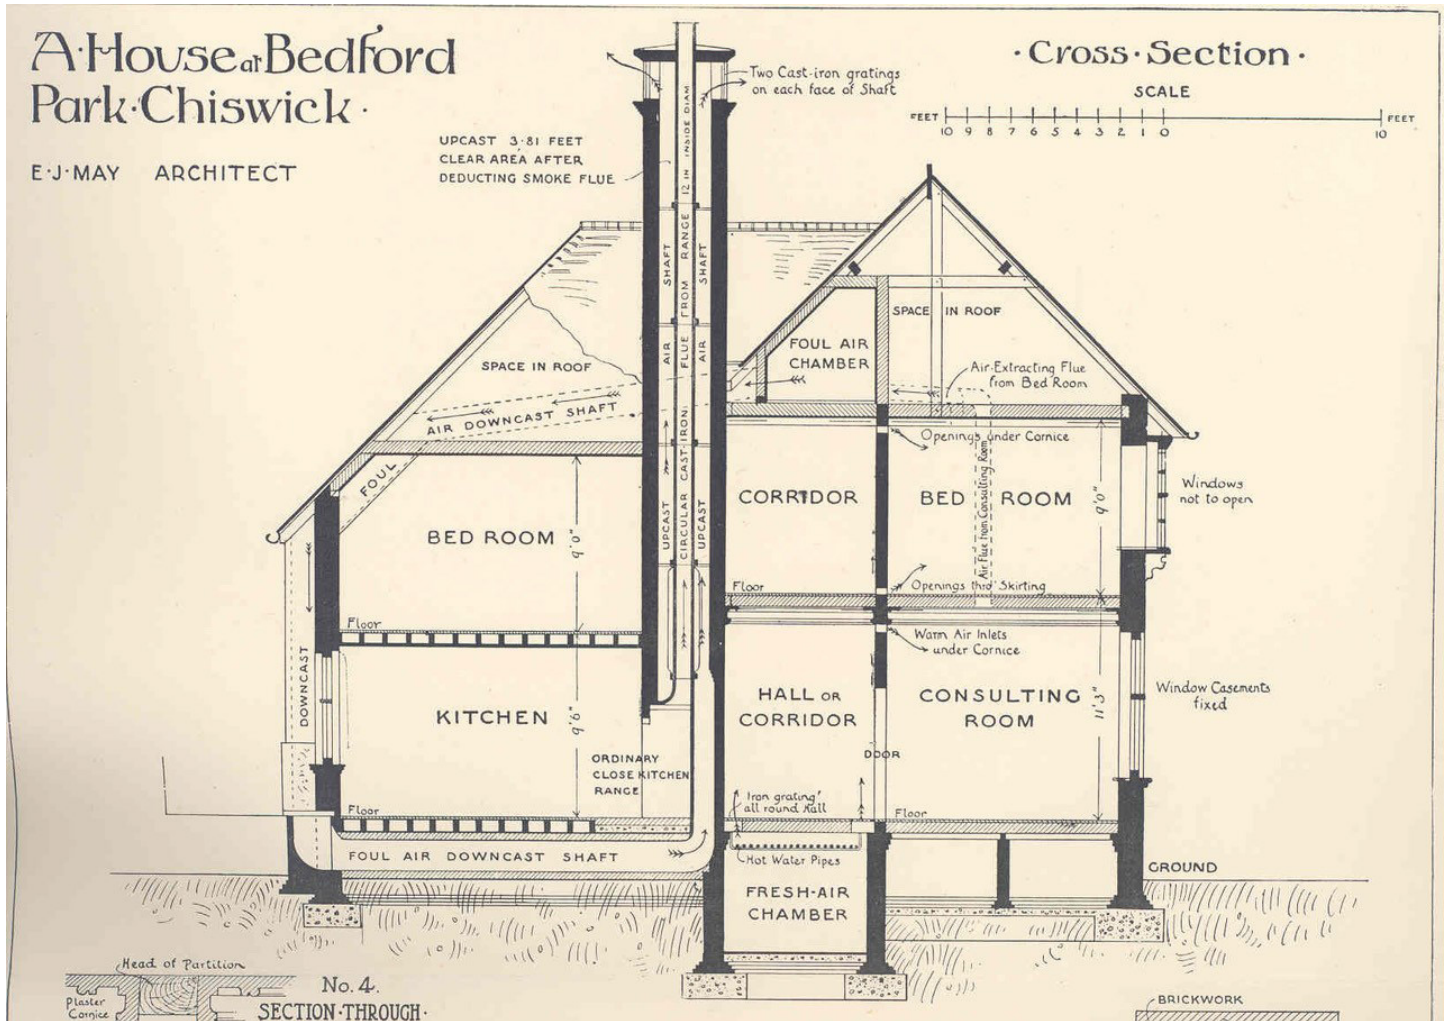 A·House at Bedford
Park·Chiswick·
E·J·MAY ARCHITECT
·Cross·Section·
SCALE
FEET 10 9 8 7 6 5 4 3 2 1 0 10 FEET
Two Cast-iron gratings
on each face of Shaft
UPCAST 3·81 FEET
CLEAR AREA AFTER
DEDUCTING SMOKE FLUE
AIR SHAFT
UPCAST
CIRCULAR CAST-IRON FLUE FROM RANGE 12 IN INSIDE DIAM
AIR SHAFT
UPCAST
SPACE IN ROOF
AIR DOWNCAST SHAFT
FOUL
FOUL AIR
CHAMBER
SPACE IN ROOF
Air-Extracting Flue
from Bed Room
Openings under Cornice
BED ROOM
9'.0"
CORRIDOR
BED ROOM
Air Flue from Consulting Room
9'.0"
Windows
not to open
Floor
Openings thro' Skirting
Floor
Warm Air Inlets
under Cornice
DOWNCAST
KITCHEN
9'.6"
HALL OR
CORRIDOR
CONSULTING
ROOM
11'.3"
Window Casements
fixed
DOOR
ORDINARY
CLOSE KITCHEN
RANGE
Iron grating
all round Hall
Floor
Floor
FOUL AIR DOWNCAST SHAFT
Hot Water Pipes
GROUND
FRESH-AIR
CHAMBER
Head of Partition
Plaster
Cornice
No. 4.
SECTION·THROUGH·
BRICKWORK